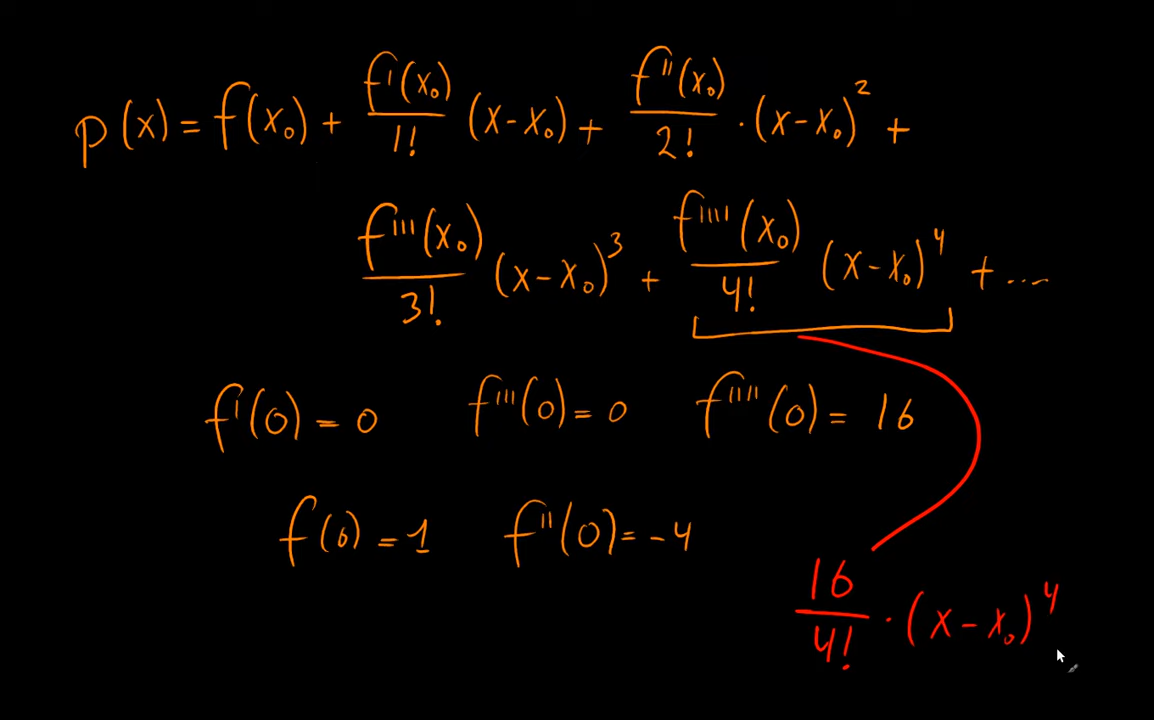 p(x) = f(x₀) + f'(x₀)/1! (x-x₀) + f''(x₀)/2! · (x-x₀)² +
f'''(x₀)/3! (x-x₀)³ + f''''(x₀)/4! (x-x₀)⁴ + ...
f'(0) = 0 f'''(0) = 0 f''''(0) = 16
f(0) = 1 f''(0) = -4
16/4! · (x-x₀)⁴